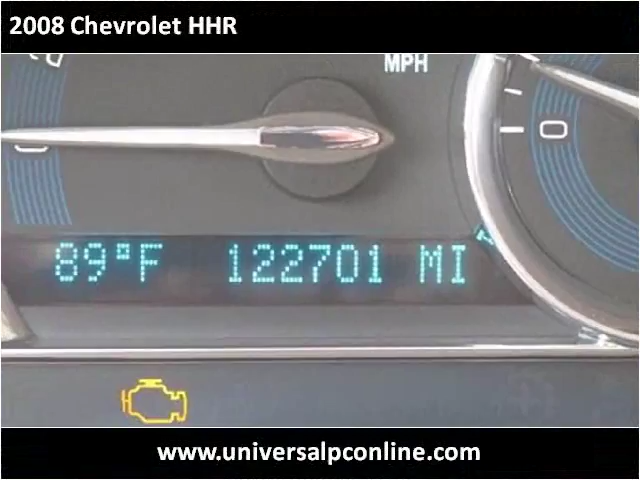 2008 Chevrolet HHR
MPH
0
89°F 122701 MI
www.universalpconline.com